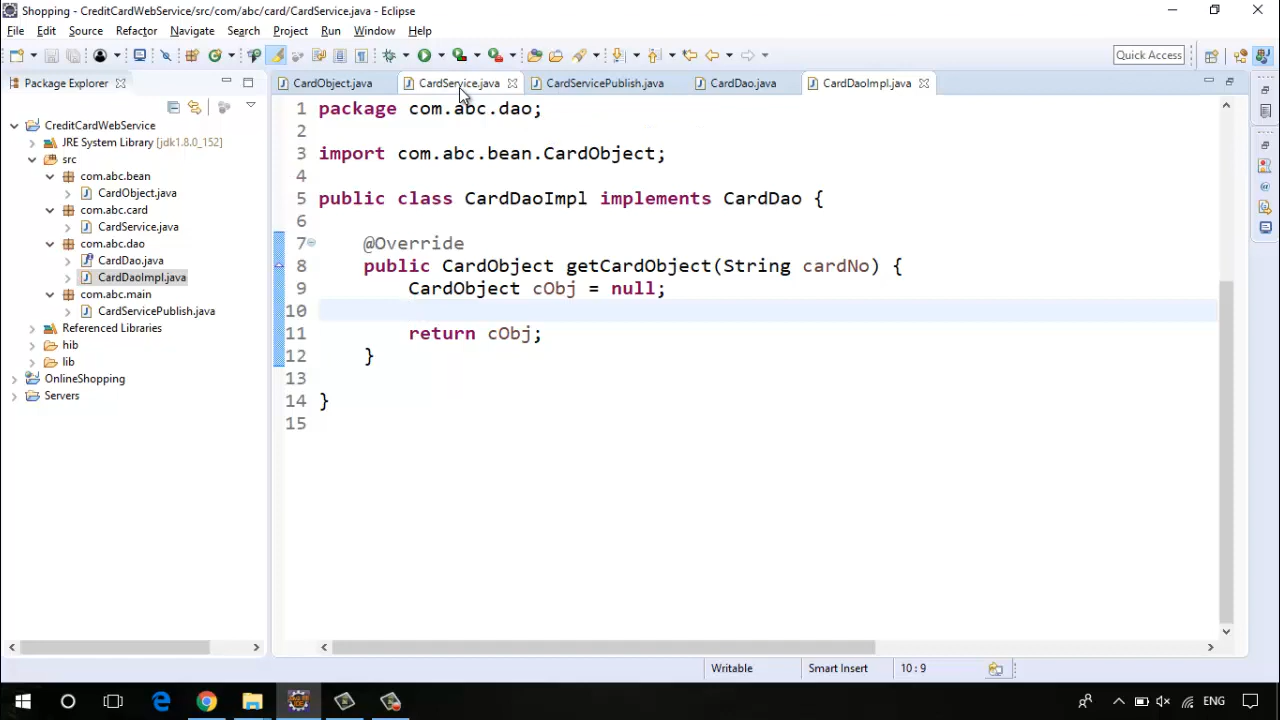 Shopping - CreditCardWebService/src/com/abc/card/CardService.java - Eclipse
File Edit Source Refactor Navigate Search Project Run Window Help
Quick Access
Package Explorer
CardObject.java CardService.java CardServicePublish.java CardDao.java CardDaoImpl.java
CreditCardWebService
JRE System Library [jdk1.8.0_152]
src
com.abc.bean
CardObject.java
com.abc.card
CardService.java
com.abc.dao
CardDao.java
CardDaoImpl.java
com.abc.main
CardServicePublish.java
Referenced Libraries
hib
lib
OnlineShopping
Servers
1 package com.abc.dao;
2
3 import com.abc.bean.CardObject;
4
5 public class CardDaoImpl implements CardDao {
6
7 @Override
8 public CardObject getCardObject(String cardNo) {
9 CardObject cObj = null;
10
11 return cObj;
12 }
13
14 }
15
Writable Smart Insert 10:9
ENG